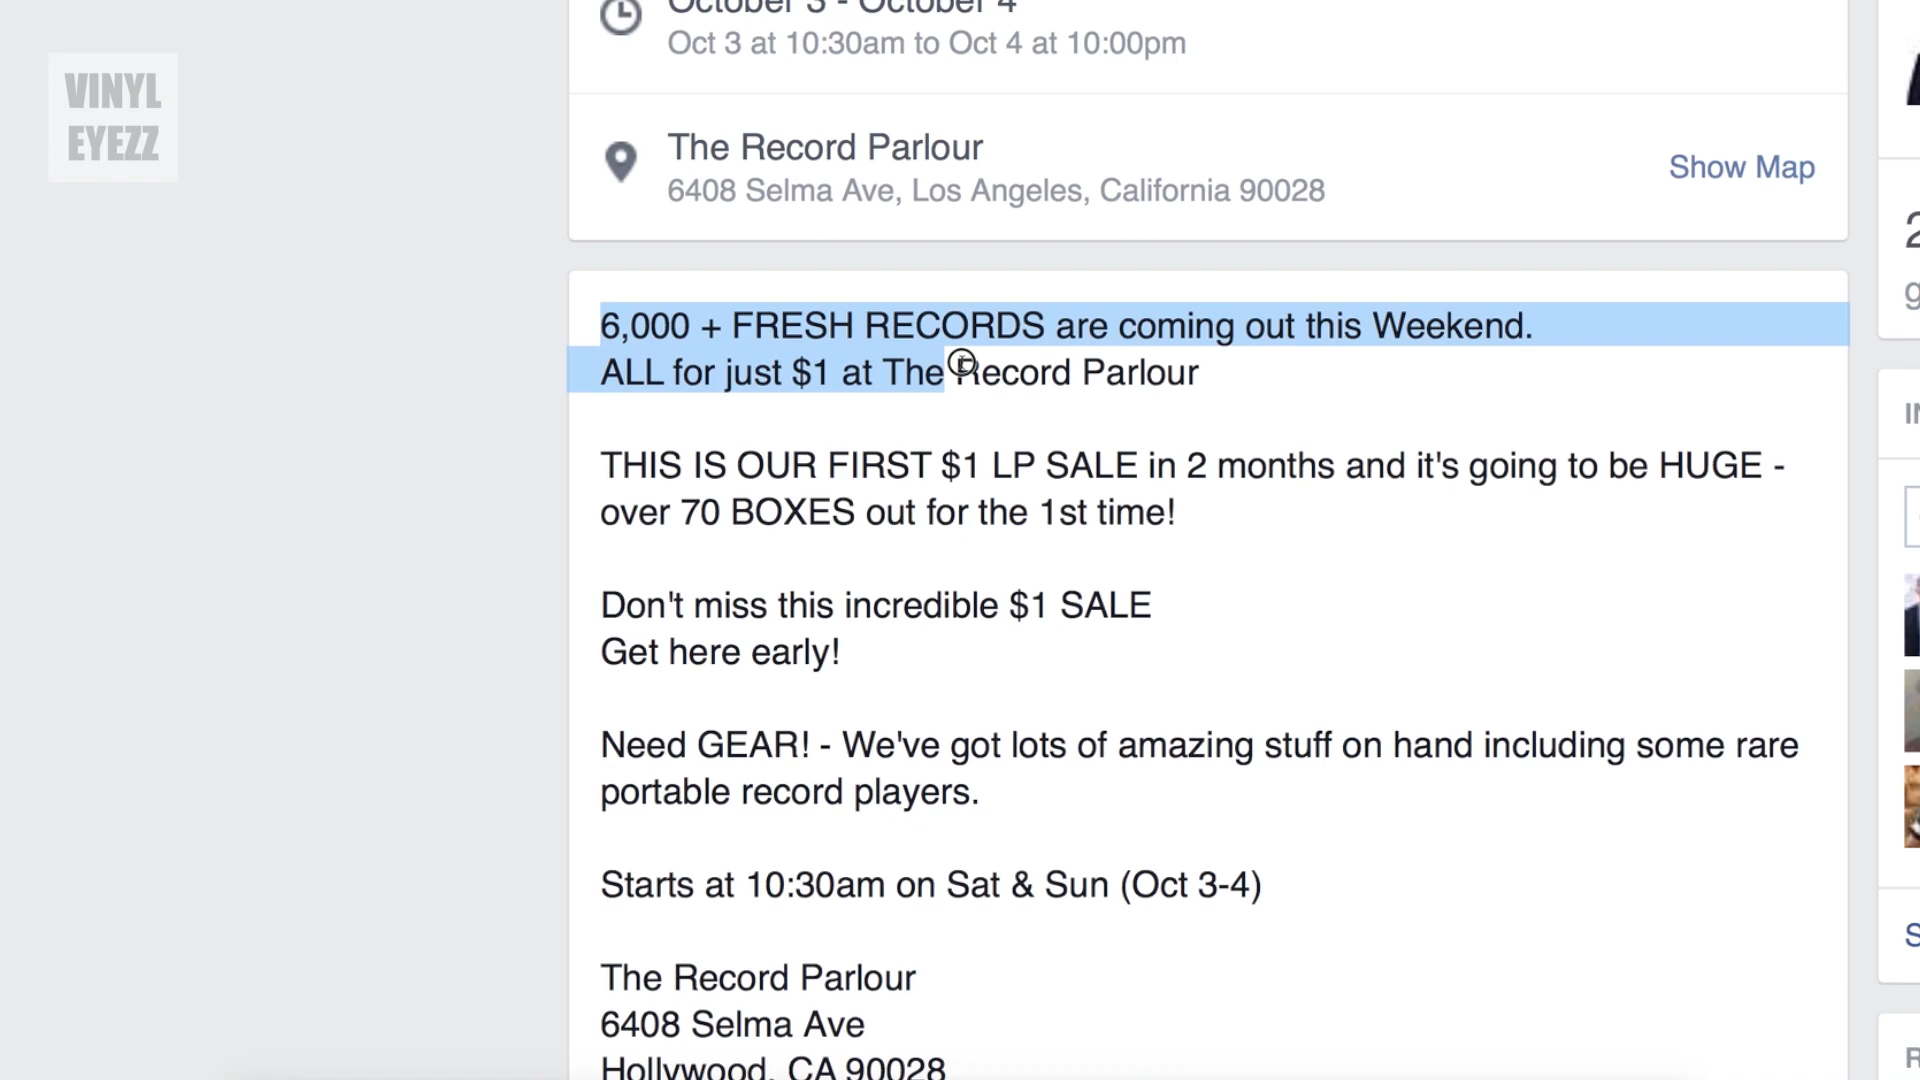 October 3 - October 4
Oct 3 at 10:30am to Oct 4 at 10:00pm
VINYL
EYEZZ
The Record Parlour
6408 Selma Ave, Los Angeles, California 90028
Show Map
6,000 + FRESH RECORDS are coming out this Weekend.
ALL for just $1 at The Record Parlour
THIS IS OUR FIRST $1 LP SALE in 2 months and it's going to be HUGE -
over 70 BOXES out for the 1st time!
Don't miss this incredible $1 SALE
Get here early!
Need GEAR! - We've got lots of amazing stuff on hand including some rare
portable record players.
Starts at 10:30am on Sat & Sun (Oct 3-4)
The Record Parlour
6408 Selma Ave
Hollywood, CA 90028